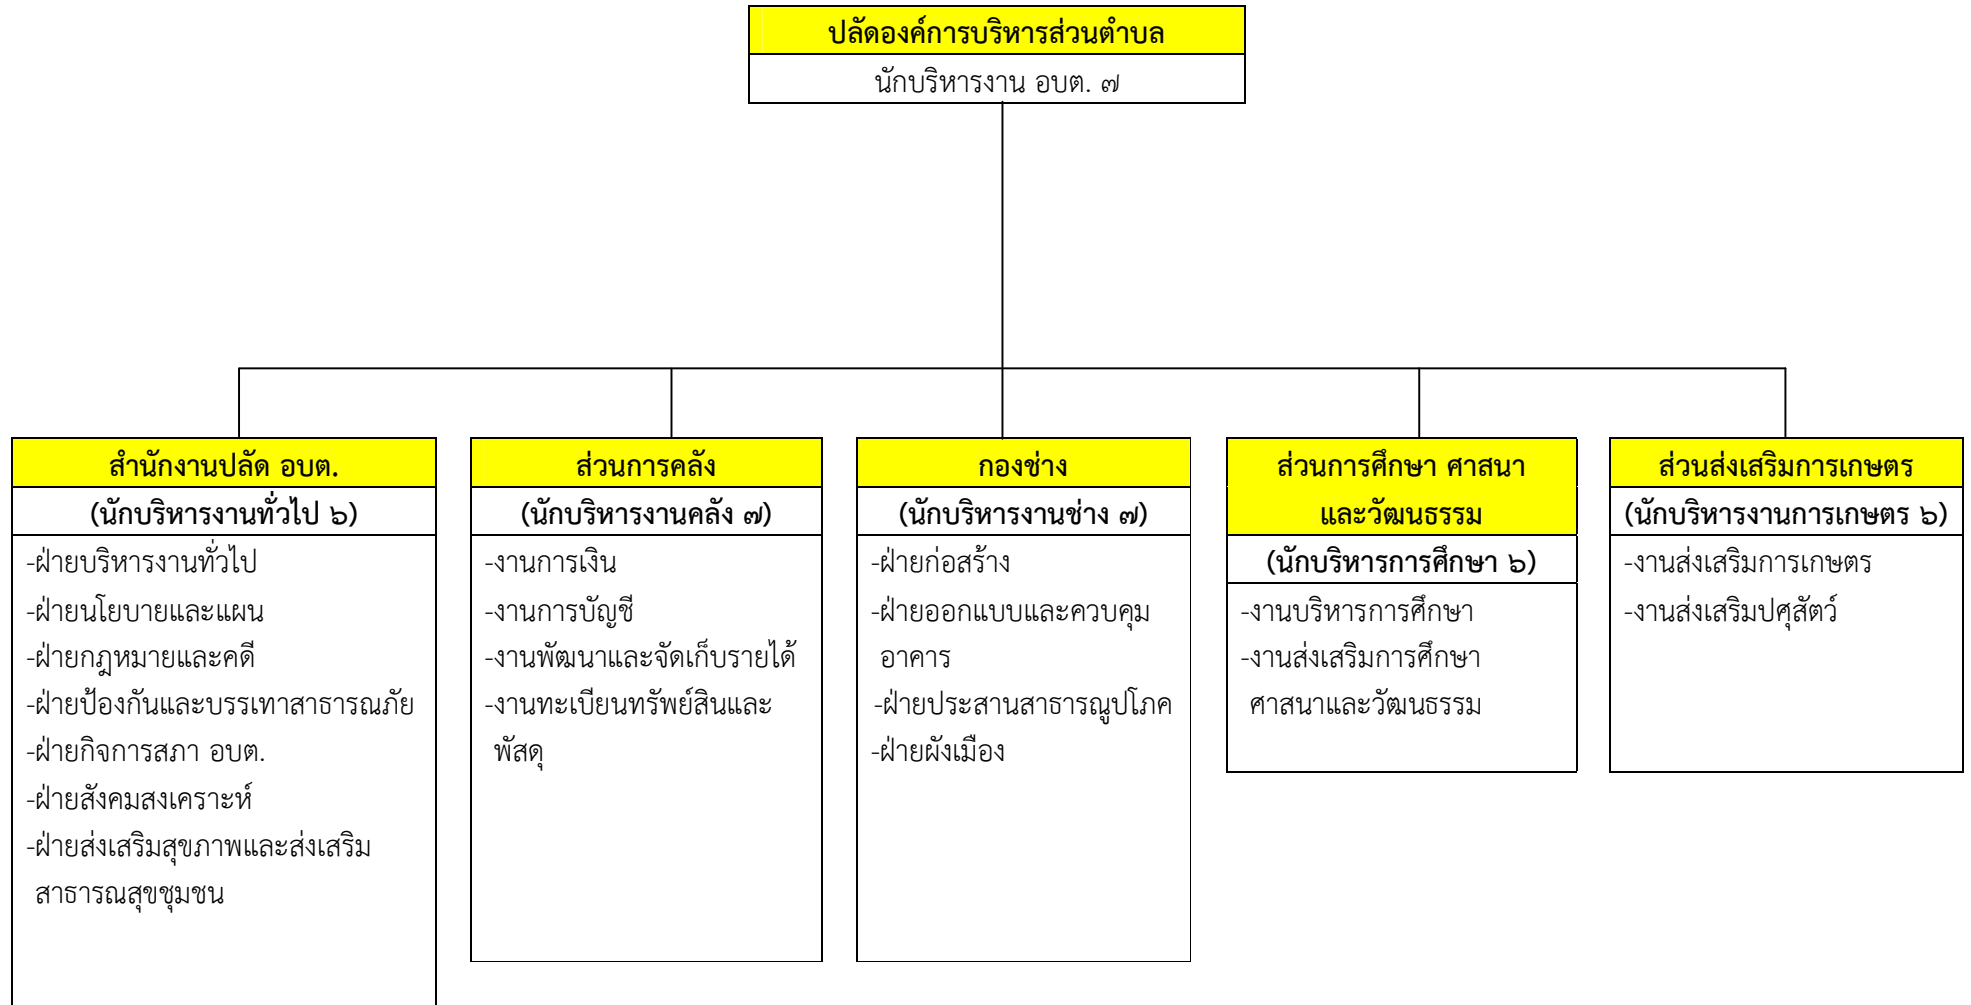 ปลัดองค์การบริหารส่วนตำบล
นักบริหารงาน อบต. ๗
สำนักงานปลัด อบต.
(นักบริหารงานทั่วไป ๖)
-ฝ่ายบริหารงานทั่วไป
-ฝ่ายนโยบายและแผน
-ฝ่ายกฎหมายและคดี
-ฝ่ายป้องกันและบรรเทาสาธารณภัย
-ฝ่ายกิจการสภา อบต.
-ฝ่ายสังคมสงเคราะห์
-ฝ่ายส่งเสริมสุขภาพและส่งเสริม
สาธารณสุขชุมชน
ส่วนการคลัง
(นักบริหารงานคลัง ๗)
-งานการเงิน
-งานการบัญชี
-งานพัฒนาและจัดเก็บรายได้
-งานทะเบียนทรัพย์สินและ
พัสดุ
กองช่าง
(นักบริหารงานช่าง ๗)
-ฝ่ายก่อสร้าง
-ฝ่ายออกแบบและควบคุม
อาคาร
-ฝ่ายประสานสาธารณูปโภค
-ฝ่ายผังเมือง
ส่วนการศึกษา ศาสนา
และวัฒนธรรม
(นักบริหารการศึกษา ๖)
-งานบริหารการศึกษา
-งานส่งเสริมการศึกษา
ศาสนาและวัฒนธรรม
ส่วนส่งเสริมการเกษตร
(นักบริหารงานการเกษตร ๖)
-งานส่งเสริมการเกษตร
-งานส่งเสริมปศุสัตว์